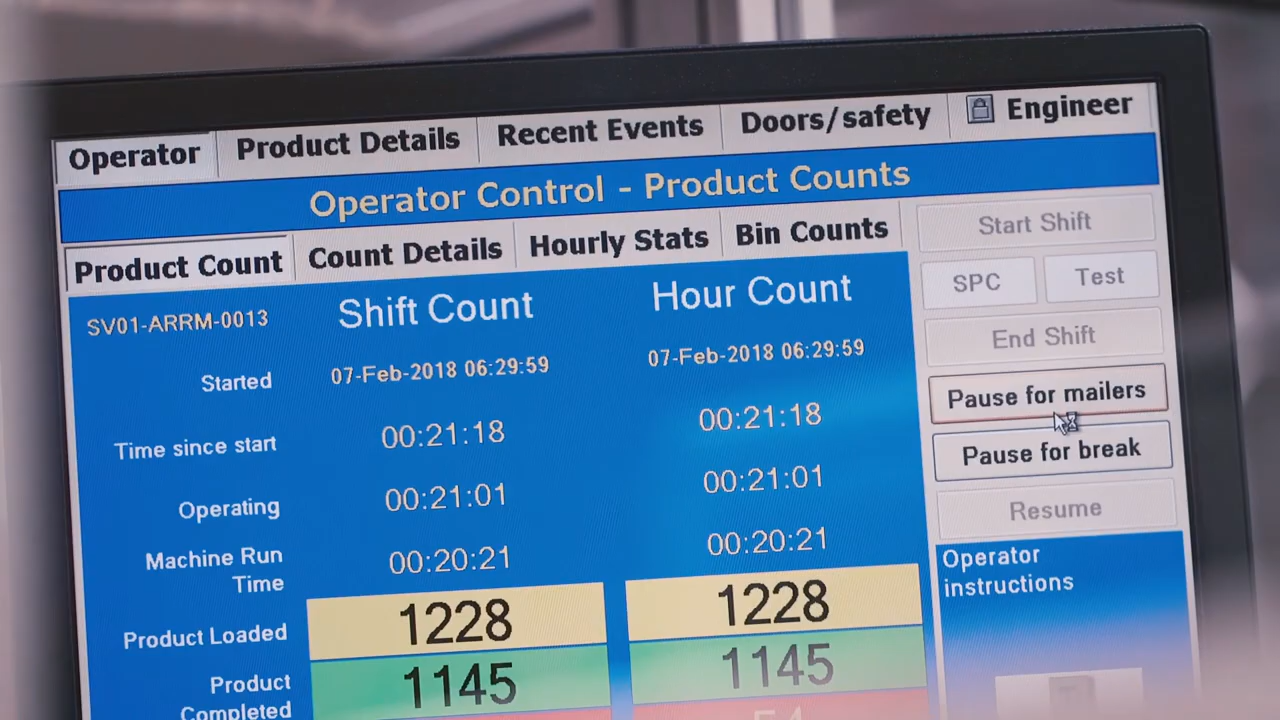 Operator Product Details Recent Events Doors/safety Engineer
Operator Control - Product Counts
Product Count Count Details Hourly Stats Bin Counts
Start Shift
SPC Test
End Shift
Pause for mailers
Pause for break
Resume
Operator
instructions
SV01-ARRM-0013 Shift Count Hour Count
Started 07-Feb-2018 06:29:59 07-Feb-2018 06:29:59
Time since start 00:21:18 00:21:18
Operating 00:21:01 00:21:01
Machine Run
Time 00:20:21 00:20:21
Product Loaded 1228 1228
Product
Completed 1145 1145